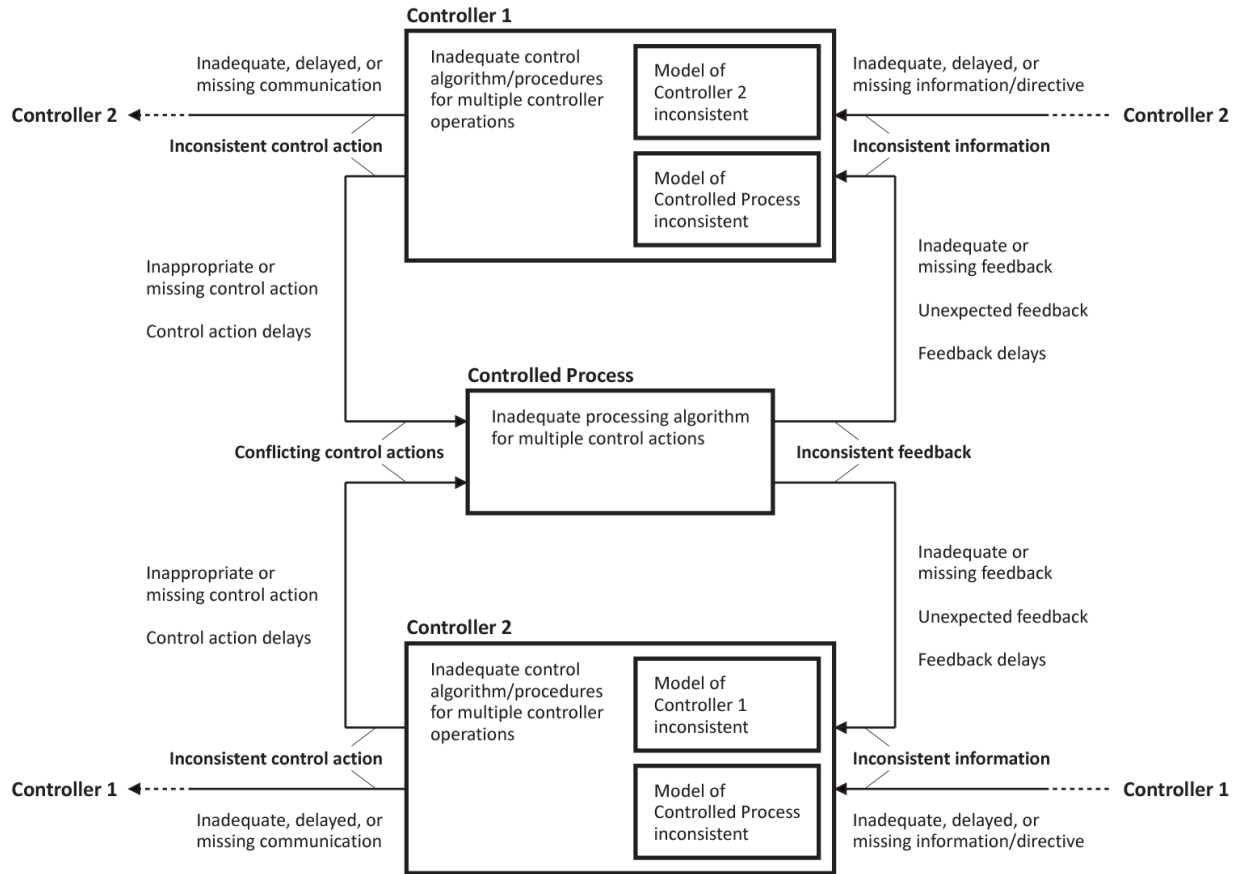 Controller 1
Inadequate, delayed, or
missing communication
Inadequate control
algorithm/procedures
for multiple controller
operations
Model of
Controller 2
inconsistent
Inadequate, delayed, or
missing information/directive
Controller 2
Controller 2
Inconsistent control action
Inconsistent information
Model of
Controlled Process
inconsistent
Inappropriate or
missing control action
Control action delays
Inadequate or
missing feedback
Unexpected feedback
Feedback delays
Controlled Process
Inadequate processing algorithm
for multiple control actions
Conflicting control actions
Inconsistent feedback
Inappropriate or
missing control action
Control action delays
Inadequate or
missing feedback
Unexpected feedback
Feedback delays
Controller 2
Inadequate control
algorithm/procedures
for multiple controller
operations
Model of
Controller 1
inconsistent
Inconsistent control action
Inconsistent information
Controller 1
Controller 1
Model of
Controlled Process
inconsistent
Inadequate, delayed, or
missing communication
Inadequate, delayed, or
missing information/directive